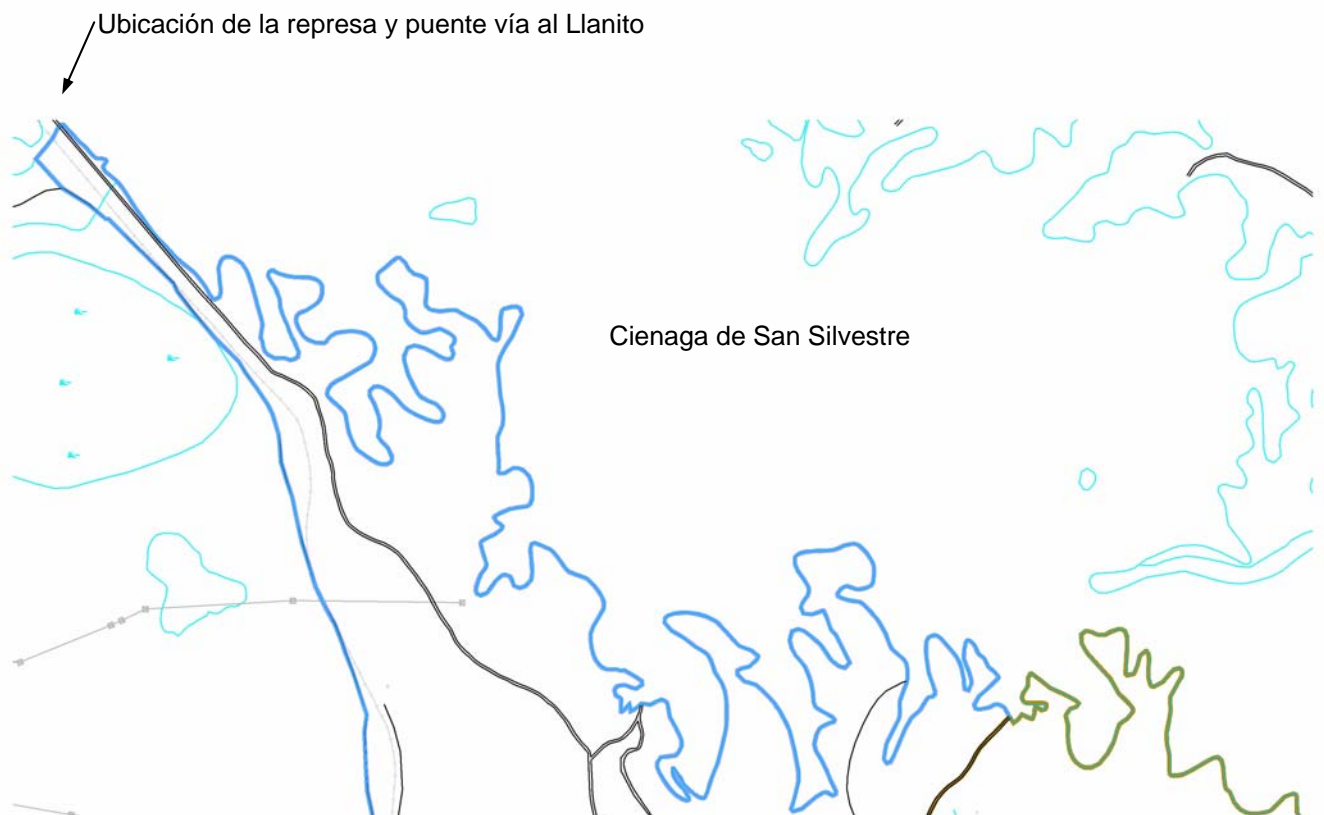 Ubicación de la represa y puente vía al Llanito
Cienaga de San Silvestre